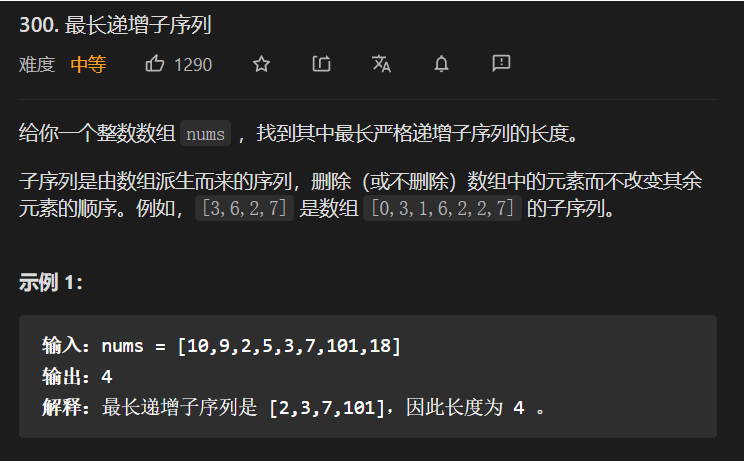 300. 最长递增子序列
难度 中等 1290
给你一个整数数组 nums ，找到其中最长严格递增子序列的长度。
子序列是由数组派生而来的序列，删除（或不删除）数组中的元素而不改变其余
元素的顺序。例如，[3,6,2,7] 是数组 [0,3,1,6,2,2,7] 的子序列。
示例 1：
输入：nums = [10,9,2,5,3,7,101,18]
输出：4
解释：最长递增子序列是 [2,3,7,101]，因此长度为 4 。